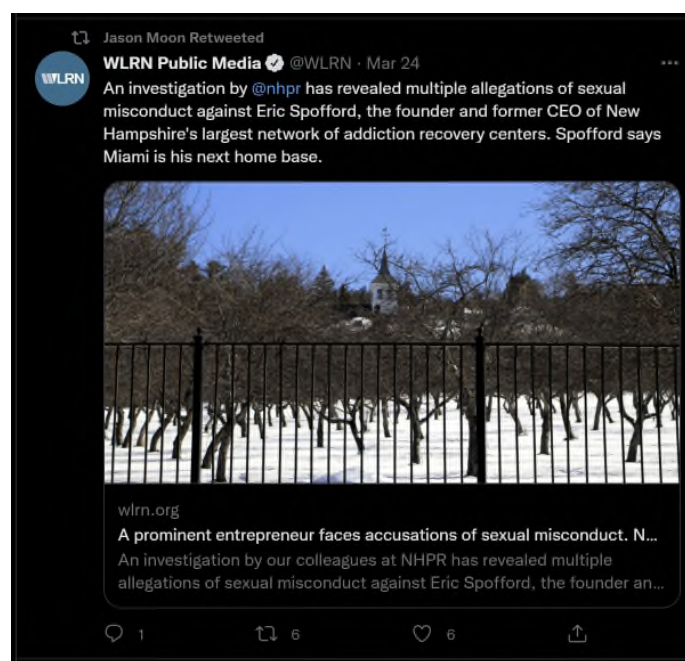 Jason Moon Retweeted
WLRN Public Media @WLRN · Mar 24
WLRN
An investigation by @nhpr has revealed multiple allegations of sexual
misconduct against Eric Spofford, the founder and former CEO of New
Hampshire's largest network of addiction recovery centers. Spofford says
Miami is his next home base.
wlrn.org
A prominent entrepreneur faces accusations of sexual misconduct. N...
An investigation by our colleagues at NHPR has revealed multiple
allegations of sexual misconduct against Eric Spofford, the founder an...
1 6 6